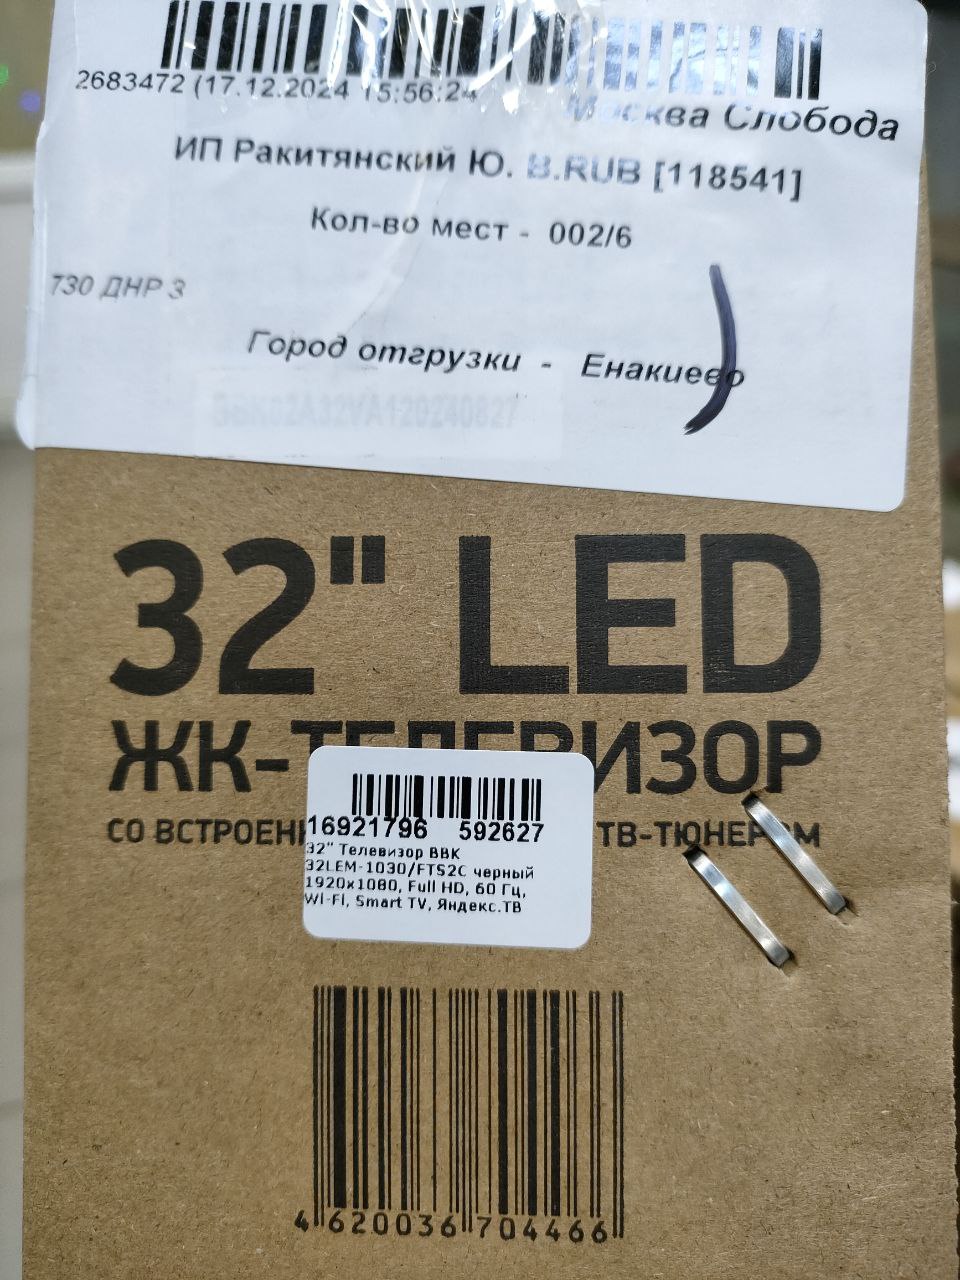 2683472 (17.12.2024 15:56:24
Москва Слобода
ИП Ракитянский Ю. В.RUB [118541]
Кол-во мест - 002/6
730 ДНР 3
Город отгрузки - Енакиево
32" LED
ЖК-ТЕЛЕВИЗОР
СО ВСТРОЕН ТВ-ТЮНЕРОМ
16921796 592627
32" Телевизор BBK
32LEM-1030/FTS2C черный
1920x1080, Full HD, 60 Гц,
WI-FI, Smart TV, Яндекс.ТВ
4 620036 704466